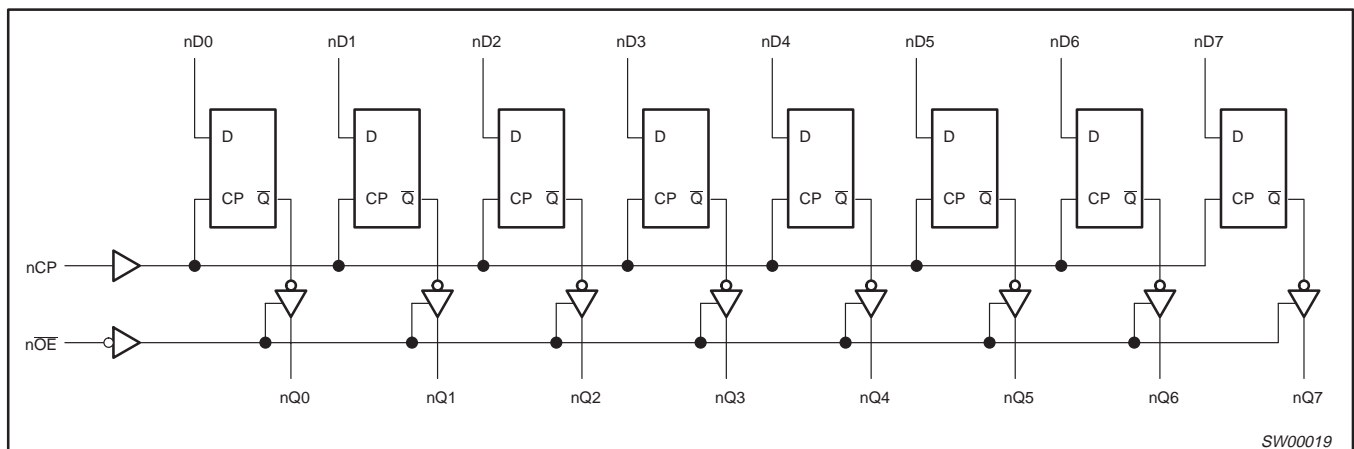 nD0 nD1 nD2 nD3 nD4 nD5 nD6 nD7
D D D D D D D D
CP Q̅ CP Q̅ CP Q̅ CP Q̅ CP Q̅ CP Q̅ CP Q̅ CP Q̅
nCP
nO̅E̅
nQ0 nQ1 nQ2 nQ3 nQ4 nQ5 nQ6 nQ7
SW00019